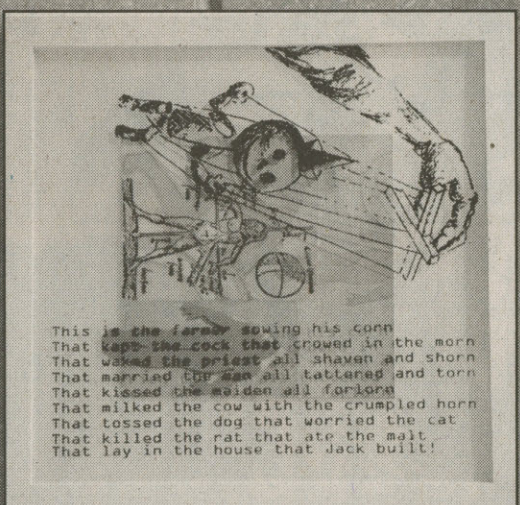 This is the farmer sowing his corn
That kept the cock that crowed in the morn
That waked the priest all shaven and shorn
That married the man all tattered and torn
That kissed the maiden all forlorn
That milked the cow with the crumpled horn
That tossed the dog that worried the cat
That killed the rat that ate the malt
That lay in the house that Jack built!